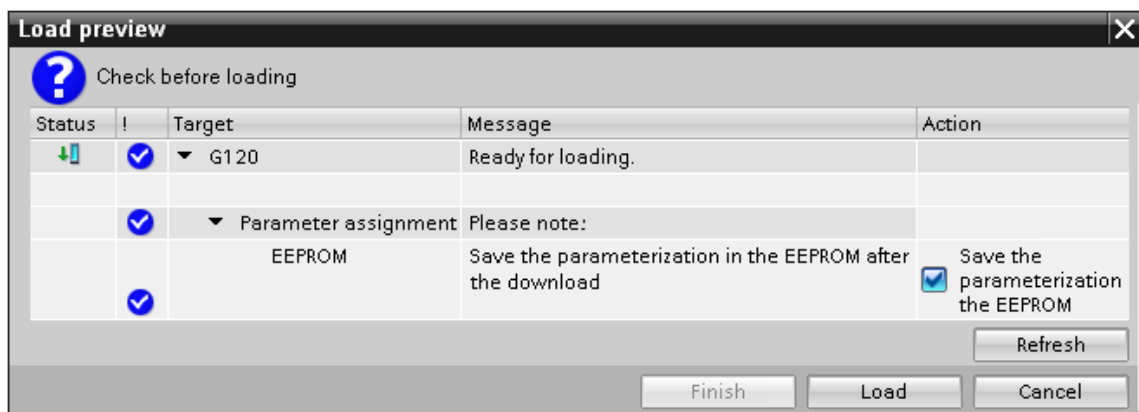 Load preview
Check before loading
Status ! Target Message Action
G120 Ready for loading.
Parameter assignment Please note:
EEPROM Save the parameterization in the EEPROM after
the download
Save the
parameterization
the EEPROM
Refresh
Finish Load Cancel